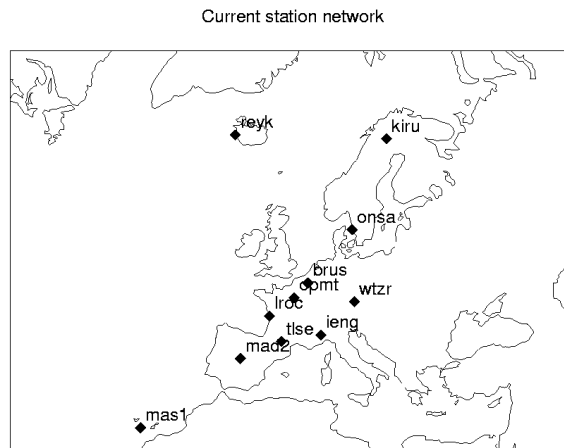 Current station network
reyk
kiru
onsa
brus
opmt
wtzr
lroc
ieng
tlse
mad2
mas1